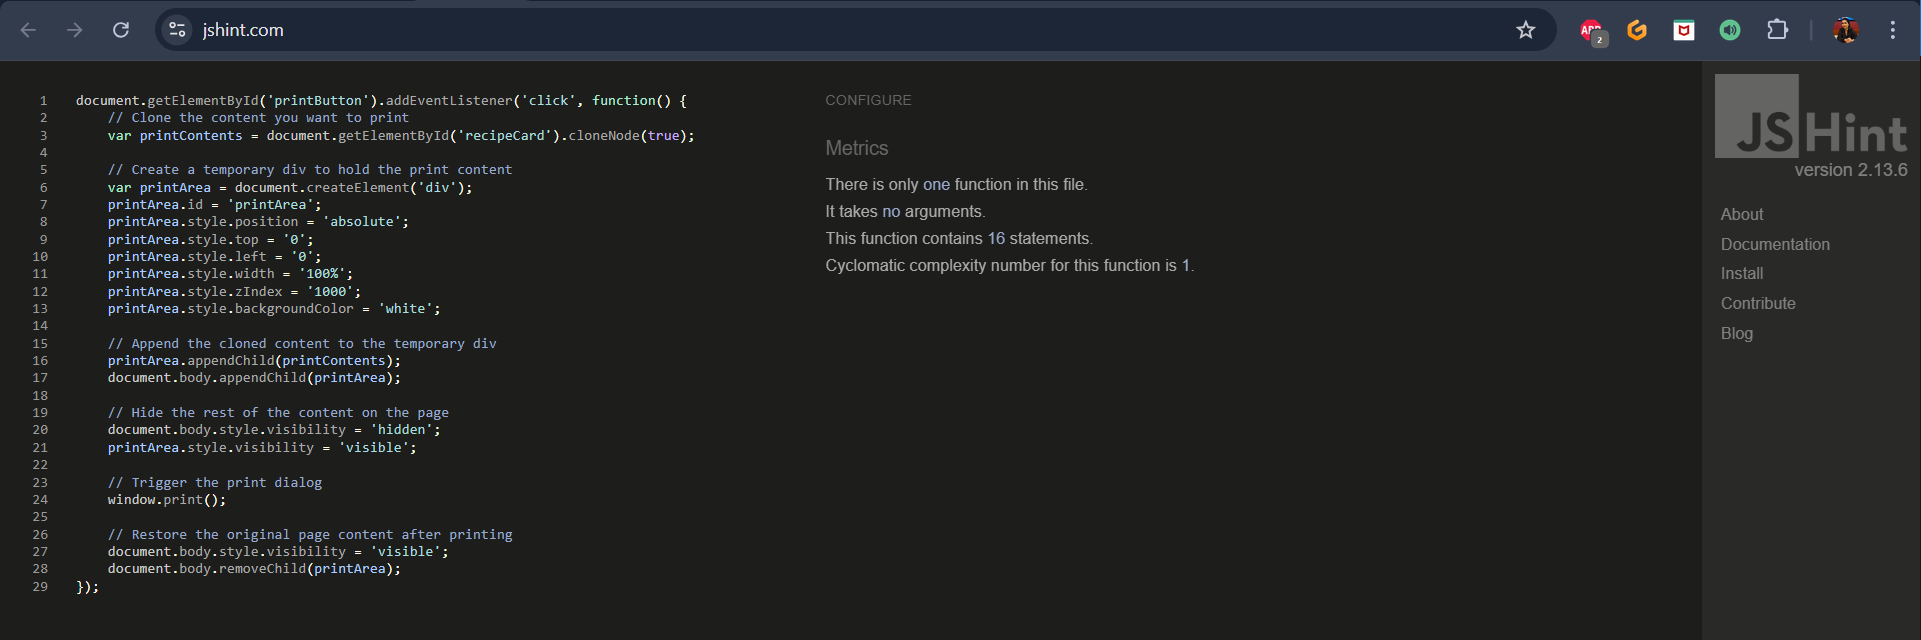 jshint.com
ABP
2
1 document.getElementById('printButton').addEventListener('click', function() {
2     // Clone the content you want to print
3     var printContents = document.getElementById('recipeCard').cloneNode(true);
4
5     // Create a temporary div to hold the print content
6     var printArea = document.createElement('div');
7     printArea.id = 'printArea';
8     printArea.style.position = 'absolute';
9     printArea.style.top = '0';
10     printArea.style.left = '0';
11     printArea.style.width = '100%';
12     printArea.style.zIndex = '1000';
13     printArea.style.backgroundColor = 'white';
14
15     // Append the cloned content to the temporary div
16     printArea.appendChild(printContents);
17     document.body.appendChild(printArea);
18
19     // Hide the rest of the content on the page
20     document.body.style.visibility = 'hidden';
21     printArea.style.visibility = 'visible';
22
23     // Trigger the print dialog
24     window.print();
25
26     // Restore the original page content after printing
27     document.body.style.visibility = 'visible';
28     document.body.removeChild(printArea);
29 });
CONFIGURE
Metrics
There is only one function in this file.
It takes no arguments.
This function contains 16 statements.
Cyclomatic complexity number for this function is 1.
JSHint
version 2.13.6
About
Documentation
Install
Contribute
Blog